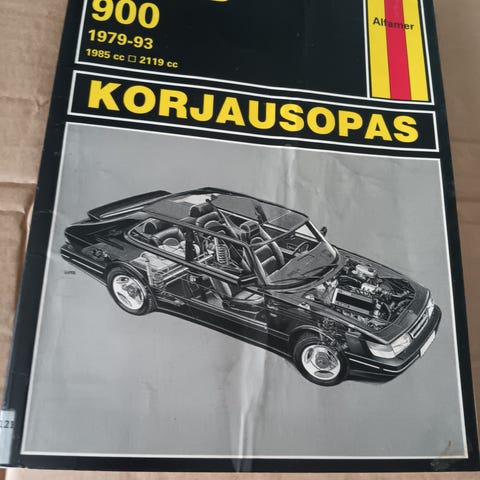 900
1979-93
1985 cc □ 2119 cc
Alfamer
KORJAUSOPAS